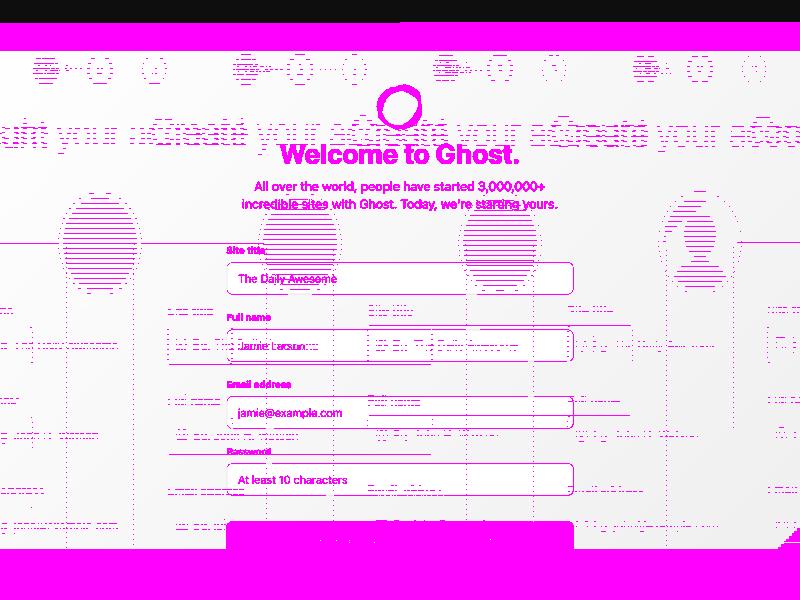 Welcome to Ghost.
All over the world, people have started 3,000,000+
incredible sites with Ghost. Today, we're starting yours.
Site title
The Daily Awesome
Full name
Jamie Larson
Email address
jamie@example.com
Password
At least 10 characters